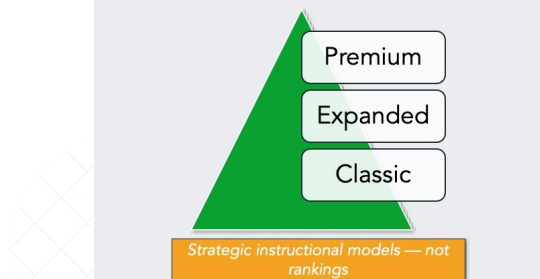 Premium
Expanded
Classic
Strategic instructional models — not
rankings